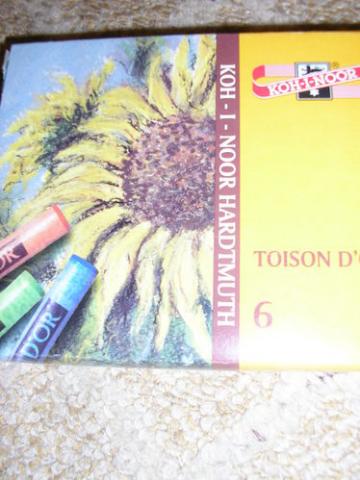 KOH-I-NOOR
®
KOH - I - NOOR HARDTMUTH
TOISON D'
6
OR
D'OR